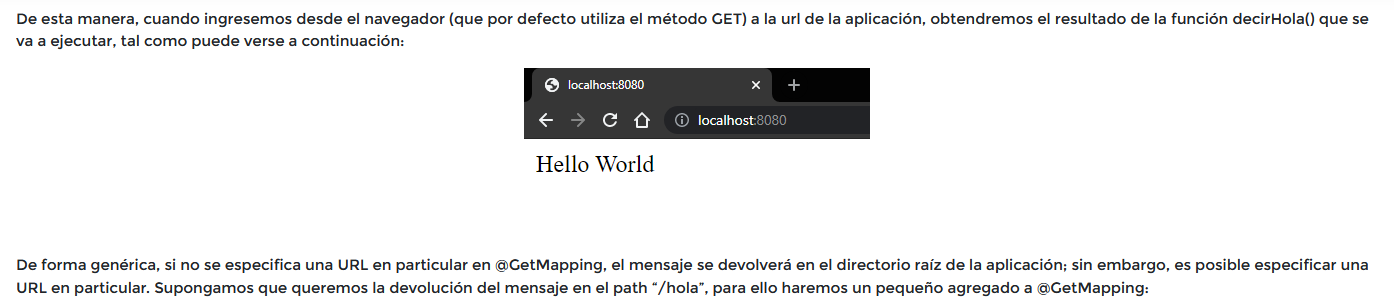 De esta manera, cuando ingresemos desde el navegador (que por defecto utiliza el método GET) a la url de la aplicación, obtendremos el resultado de la función decirHola() que se
va a ejecutar, tal como puede verse a continuación:
localhost:8080
localhost:8080
Hello World
De forma genérica, si no se especifica una URL en particular en @GetMapping, el mensaje se devolverá en el directorio raíz de la aplicación; sin embargo, es posible especificar una
URL en particular. Supongamos que queremos la devolución del mensaje en el path “/hola”, para ello haremos un pequeño agregado a @GetMapping: